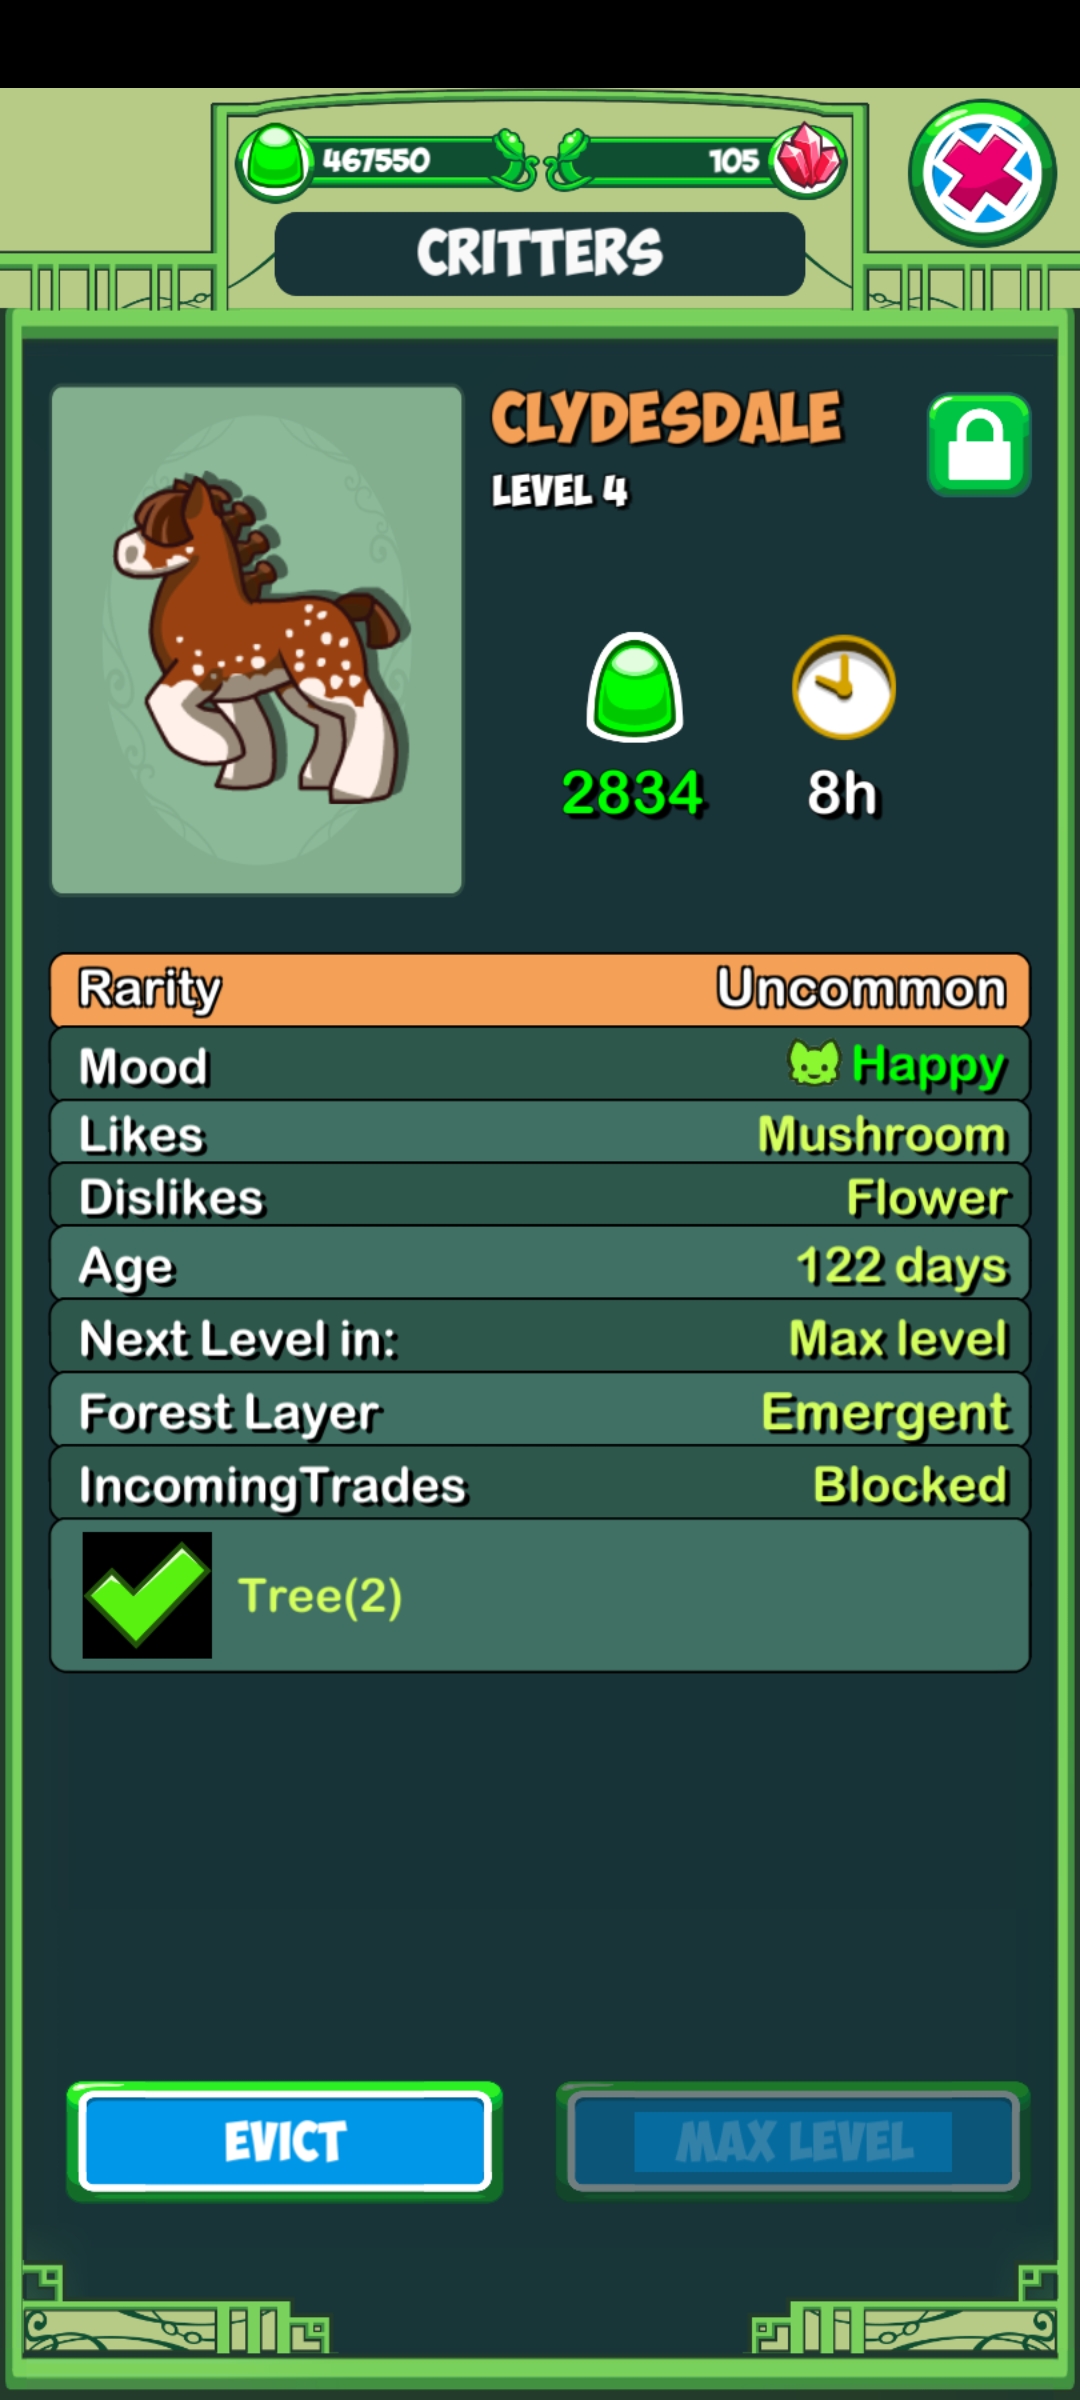 467550
105
CRITTERS
CLYDESDALE
LEVEL 4
2834
8h
Rarity Uncommon
Mood Happy
Likes Mushroom
Dislikes Flower
Age 122 days
Next Level in: Max level
Forest Layer Emergent
IncomingTrades Blocked
Tree(2)
EVICT
MAX LEVEL